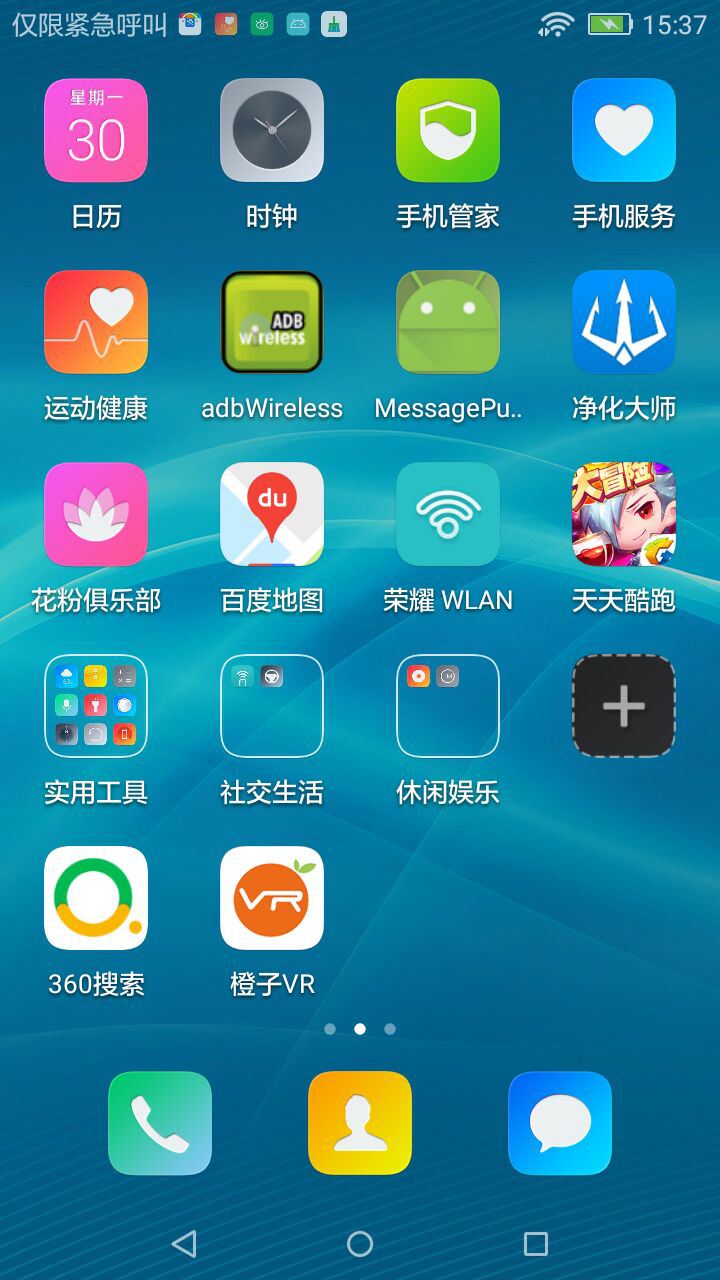 仅限紧急呼叫 15:37
星期一
30
日历 时钟 手机管家 手机服务
ADB
wireless
运动健康 adbWireless MessagePu.. 净化大师
du
大冒险
花粉俱乐部 百度地图 荣耀 WLAN 天天酷跑
实用工具 社交生活 休闲娱乐
VR
360搜索 橙子VR